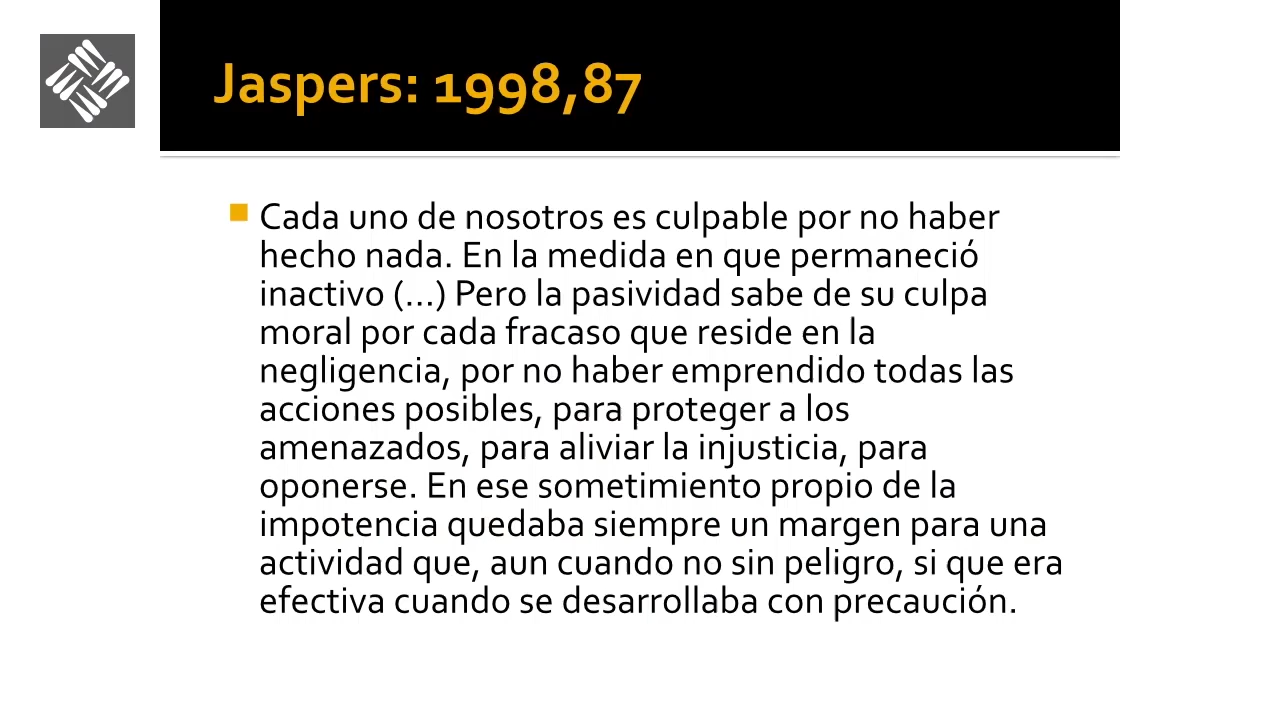 Jaspers: 1998,87
Cada uno de nosotros es culpable por no haber
hecho nada. En la medida en que permaneció
inactivo (...) Pero la pasividad sabe de su culpa
moral por cada fracaso que reside en la
negligencia, por no haber emprendido todas las
acciones posibles, para proteger a los
amenazados, para aliviar la injusticia, para
oponerse. En ese sometimiento propio de la
impotencia quedaba siempre un margen para una
actividad que, aun cuando no sin peligro, si que era
efectiva cuando se desarrollaba con precaución.